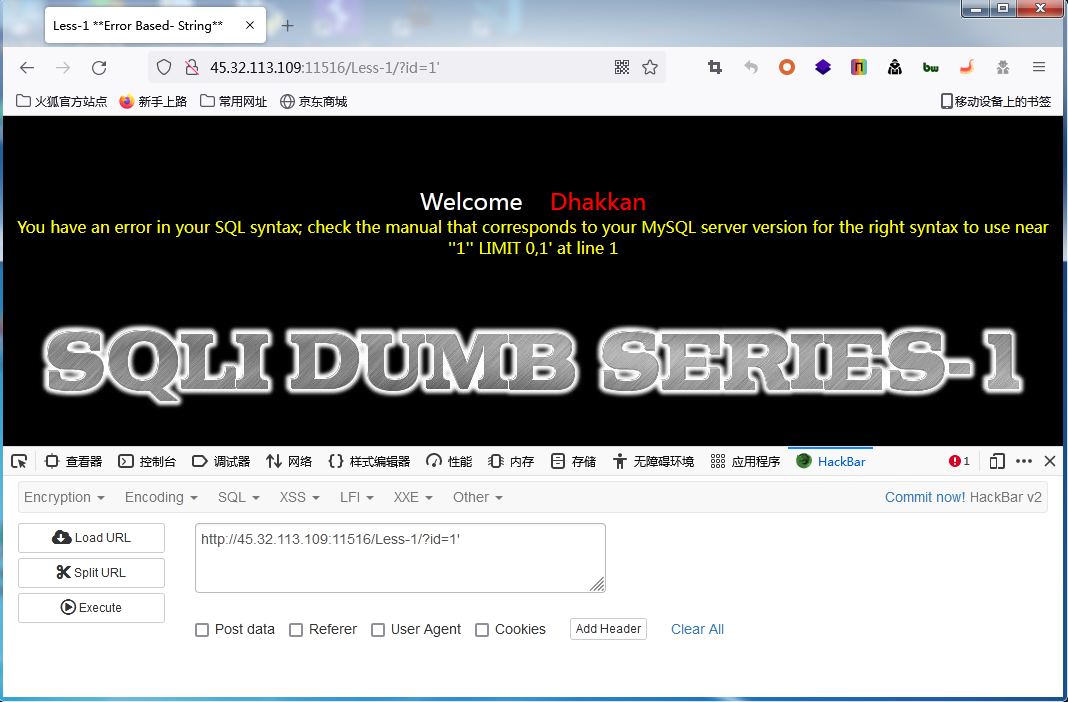 Less-1 **Error Based- String**
45.32.113.109:11516/Less-1/?id=1'
火狐官方站点 新手上路 常用网址 京东商城 移动设备上的书签
Welcome Dhakkan
You have an error in your SQL syntax; check the manual that corresponds to your MySQL server version for the right syntax to use near
''1'' LIMIT 0,1' at line 1
SQLI DUMB SERIES-1
查看器 控制台 调试器 网络 {} 样式编辑器 性能 内存 存储 无障碍环境 应用程序 HackBar 1
Encryption Encoding SQL XSS LFI XXE Other Commit now! HackBar v2
Load URL
http://45.32.113.109:11516/Less-1/?id=1'
Split URL
Execute
Post data Referer User Agent Cookies Add Header Clear All